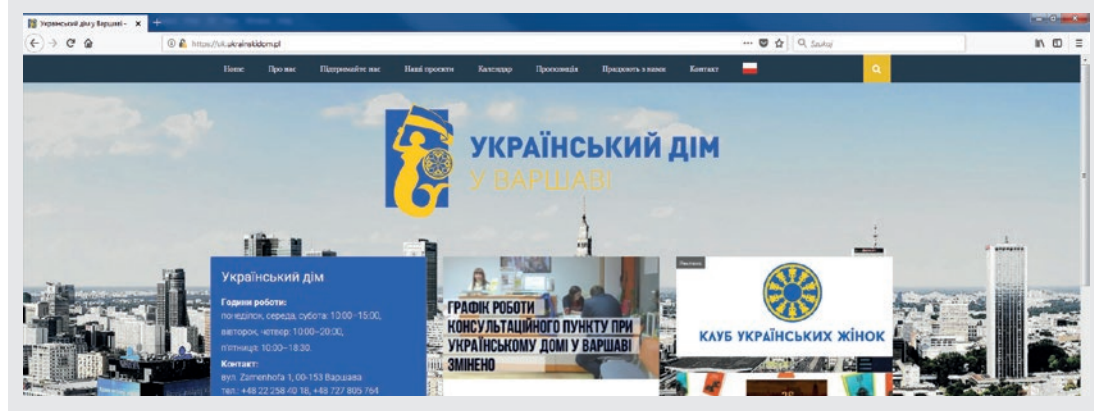 Український дім у Варшаві -
https://uk.ukrainskidom.pl
Szukaj
Home Про нас Підтримайте нас Наші проєкти Календар Пропозиція Працюють з нами Контакт
УКРАЇНСЬКИЙ ДІМ
У ВАРШАВІ
Український дім
Години роботи:
понеділок, середа, субота: 10:00–15:00,
вівторок, четвер: 10:00–20:00,
п'ятниця: 10:00–18:30.
Контакт:
вул. Zamenhofa 1, 00-153 Варшава
тел.: +48 22 258 40 18, +48 727 805 764
ГРАФІК РОБОТИ
КОНСУЛЬТАЦІЙНОГО ПУНКТУ ПРИ
УКРАЇНСЬКОМУ ДОМІ У ВАРШАВІ
ЗМІНЕНО
КЛУБ УКРАЇНСЬКИХ ЖІНОК